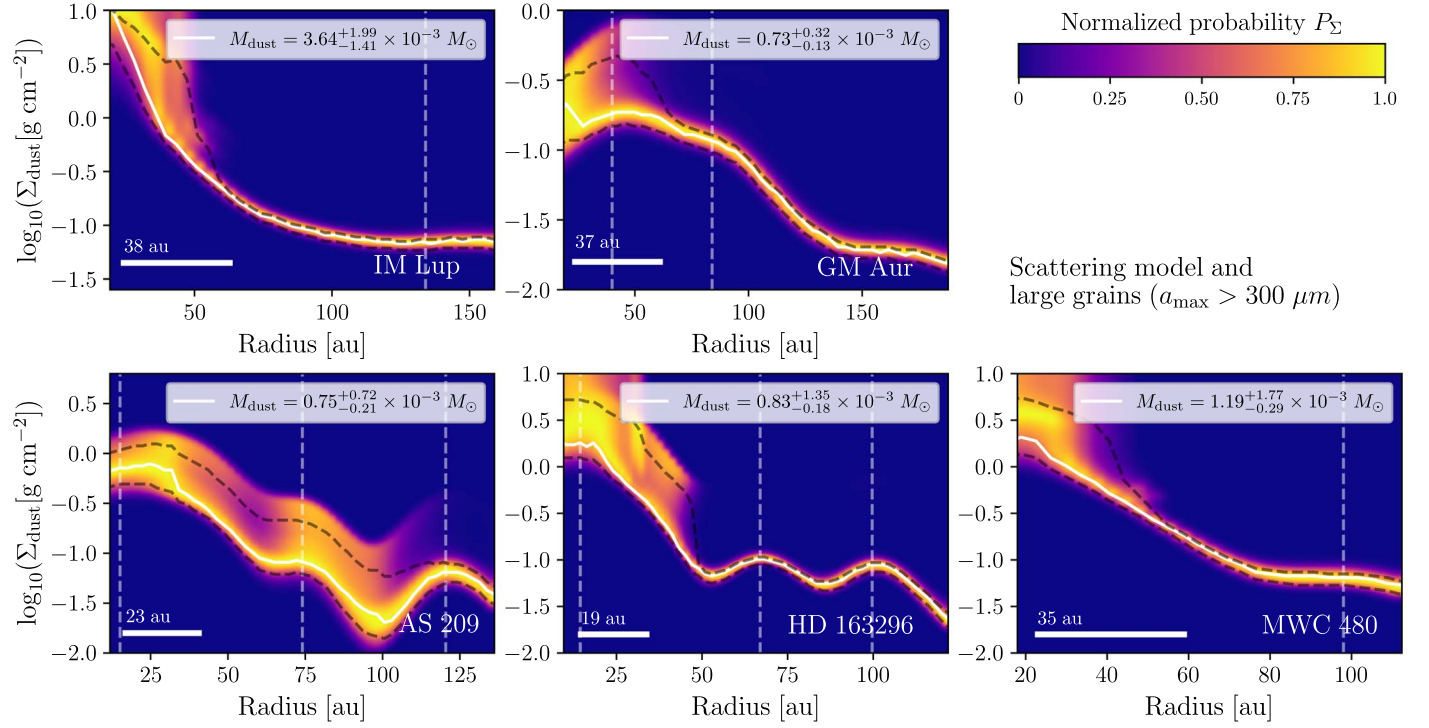 1.0
0.5
0.0
−0.5
−1.0
−1.5
log₁₀(Σ_dust[g cm⁻²])
M_dust = 3.64^{+1.99}_{−1.41} × 10⁻³ M_⊙
38 au
IM Lup
50 100 150
Radius [au]
0.0
−0.5
−1.0
−1.5
−2.0
M_dust = 0.73^{+0.32}_{−0.13} × 10⁻³ M_⊙
37 au
GM Aur
50 100 150
Radius [au]
Normalized probability P_Σ
0 0.25 0.50 0.75 1.0
Scattering model and
large grains (a_max > 300 μm)
0.5
0.0
−0.5
−1.0
−1.5
−2.0
log₁₀(Σ_dust[g cm⁻²])
M_dust = 0.75^{+0.72}_{−0.21} × 10⁻³ M_⊙
23 au
AS 209
25 50 75 100 125
Radius [au]
1.0
0.5
0.0
−0.5
−1.0
−1.5
−2.0
M_dust = 0.83^{+1.35}_{−0.18} × 10⁻³ M_⊙
19 au
HD 163296
25 50 75 100
Radius [au]
1.0
0.5
0.0
−0.5
−1.0
−1.5
−2.0
M_dust = 1.19^{+1.77}_{−0.29} × 10⁻³ M_⊙
35 au
MWC 480
20 40 60 80 100
Radius [au]